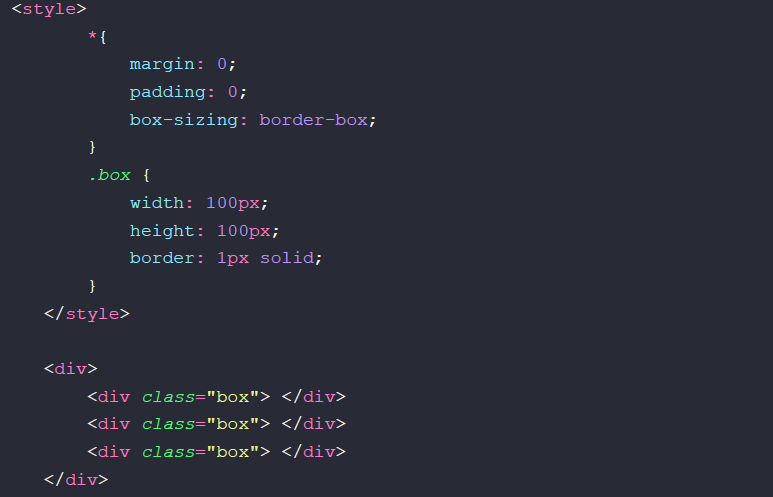 <style>
*{
margin: 0;
padding: 0;
box-sizing: border-box;
}
.box {
width: 100px;
height: 100px;
border: 1px solid;
}
</style>
<div>
<div class="box"> </div>
<div class="box"> </div>
<div class="box"> </div>
</div>